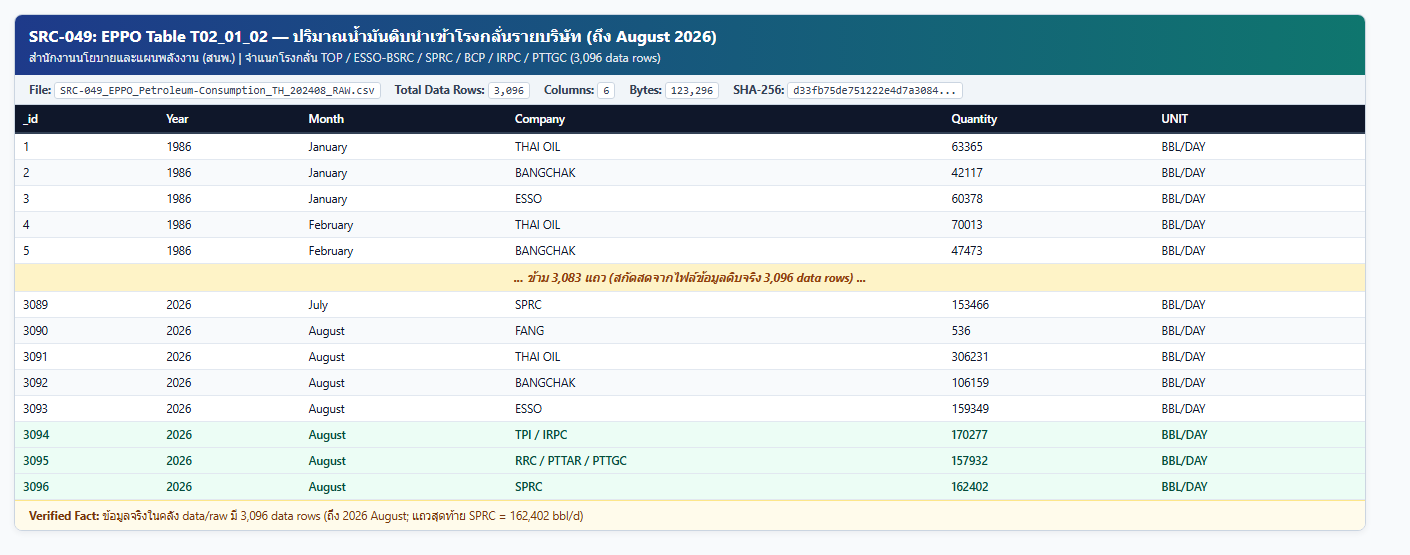 SRC-049: EPPO Table T02_01_02 — ปริมาณน้ำมันดิบนำเข้าโรงกลั่นรายบริษัท (ถึง August 2026)
สำนักงานนโยบายและแผนพลังงาน (สนพ.) | จำแนกโรงกลั่น TOP / ESSO-BSRC / SPRC / BCP / IRPC / PTTGC (3,096 data rows)
File: SRC-049_EPPO_Petroleum-Consumption_TH_202408_RAW.csv Total Data Rows: 3,096 Columns: 6 Bytes: 123,296 SHA-256: d33fb75de751222e4d7a3084...
_id Year Month Company Quantity UNIT
1 1986 January THAI OIL 63365 BBL/DAY
2 1986 January BANGCHAK 42117 BBL/DAY
3 1986 January ESSO 60378 BBL/DAY
4 1986 February THAI OIL 70013 BBL/DAY
5 1986 February BANGCHAK 47473 BBL/DAY
... ข้าม 3,083 แถว (สกัดสดจากไฟล์ข้อมูลดิบจริง 3,096 data rows) ...
3089 2026 July SPRC 153466 BBL/DAY
3090 2026 August FANG 536 BBL/DAY
3091 2026 August THAI OIL 306231 BBL/DAY
3092 2026 August BANGCHAK 106159 BBL/DAY
3093 2026 August ESSO 159349 BBL/DAY
3094 2026 August TPI / IRPC 170277 BBL/DAY
3095 2026 August RRC / PTTAR / PTTGC 157932 BBL/DAY
3096 2026 August SPRC 162402 BBL/DAY
Verified Fact: ข้อมูลจริงในคลัง data/raw มี 3,096 data rows (ถึง 2026 August; แถวสุดท้าย SPRC = 162,402 bbl/d)